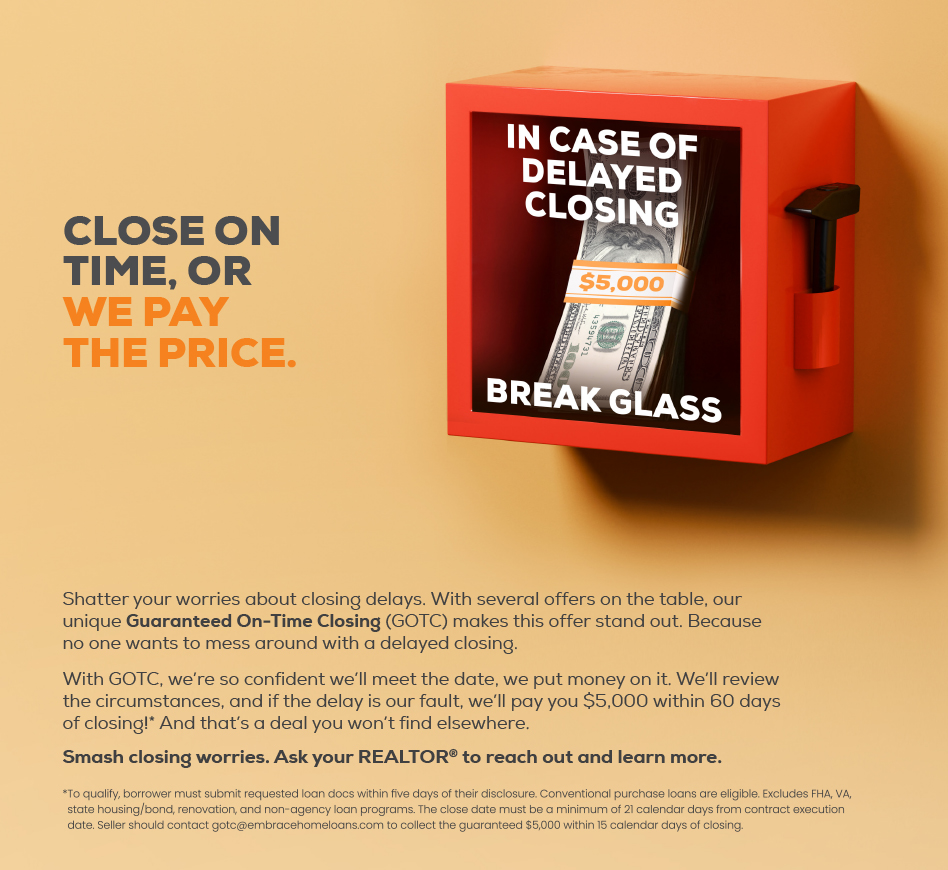 CLOSE ON
TIME, OR
WE PAY
THE PRICE.
IN CASE OF
DELAYED
CLOSING
$5,000
100
43594731
BREAK GLASS
Shatter your worries about closing delays. With several offers on the table, our
unique Guaranteed On-Time Closing (GOTC) makes this offer stand out. Because
no one wants to mess around with a delayed closing.
With GOTC, we’re so confident we’ll meet the date, we put money on it. We’ll review
the circumstances, and if the delay is our fault, we’ll pay you $5,000 within 60 days
of closing!* And that’s a deal you won’t find elsewhere.
Smash closing worries. Ask your REALTOR® to reach out and learn more.
*To qualify, borrower must submit requested loan docs within five days of their disclosure. Conventional purchase loans are eligible. Excludes FHA, VA,
state housing/bond, renovation, and non-agency loan programs. The close date must be a minimum of 21 calendar days from contract execution
date. Seller should contact gotc@embracehomeloans.com to collect the guaranteed $5,000 within 15 calendar days of closing.